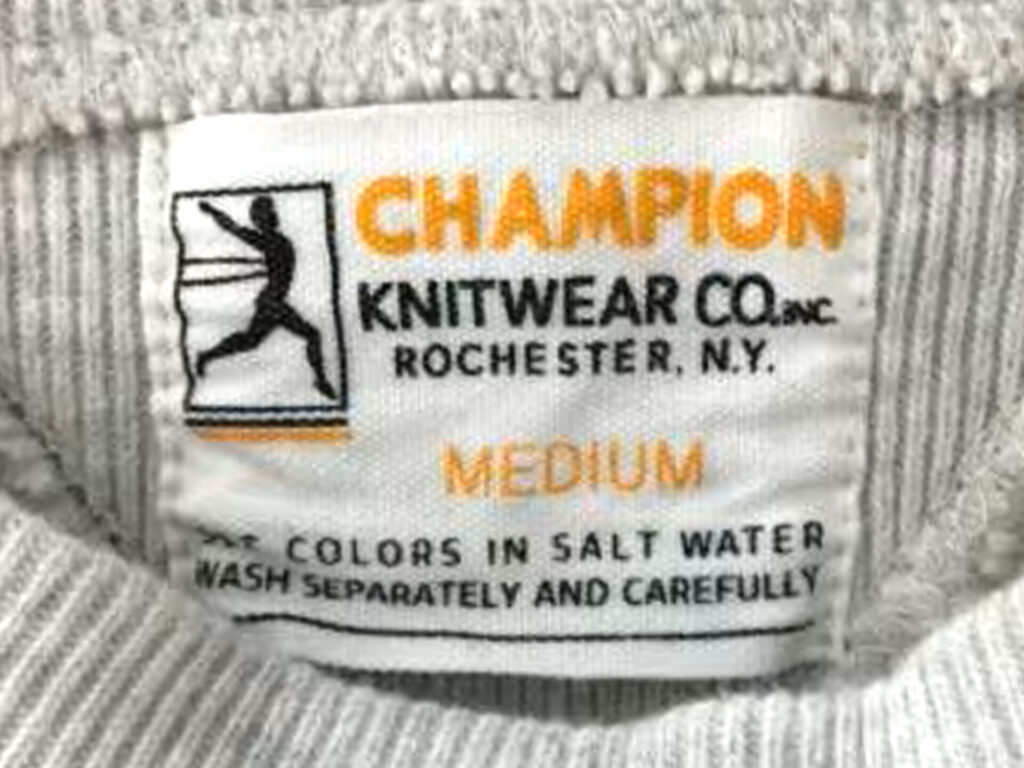 CHAMPION
KNITWEAR CO. INC.
ROCHESTER, N.Y.
MEDIUM
COLORS IN SALT WATER
WASH SEPARATELY AND CAREFULLY